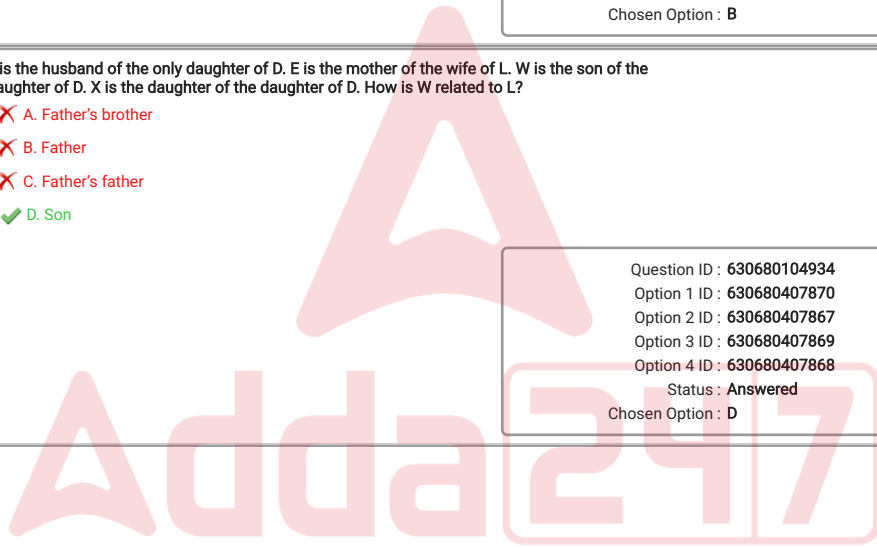 Chosen Option : B
is the husband of the only daughter of D. E is the mother of the wife of L. W is the son of the
aughter of D. X is the daughter of the daughter of D. How is W related to L?
A. Father's brother
B. Father
C. Father's father
D. Son
Question ID : 630680104934
Option 1 ID : 630680407870
Option 2 ID : 630680407867
Option 3 ID : 630680407869
Option 4 ID : 630680407868
Status : Answered
Chosen Option : D
Adda247